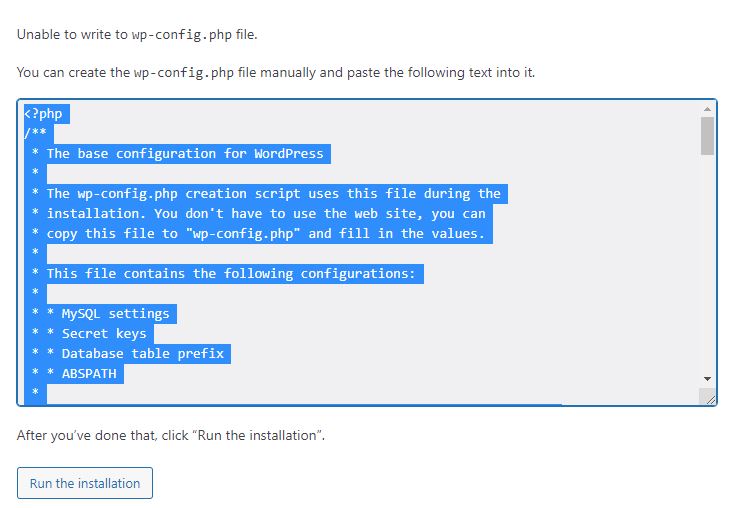 Unable to write to wp-config.php file.
You can create the wp-config.php file manually and paste the following text into it.
<?php
/**
 * The base configuration for WordPress
 *
 * The wp-config.php creation script uses this file during the
 * installation. You don't have to use the web site, you can
 * copy this file to "wp-config.php" and fill in the values.
 *
 * This file contains the following configurations:
 *
 * * MySQL settings
 * * Secret keys
 * * Database table prefix
 * * ABSPATH
 *
After you’ve done that, click “Run the installation”.
Run the installation